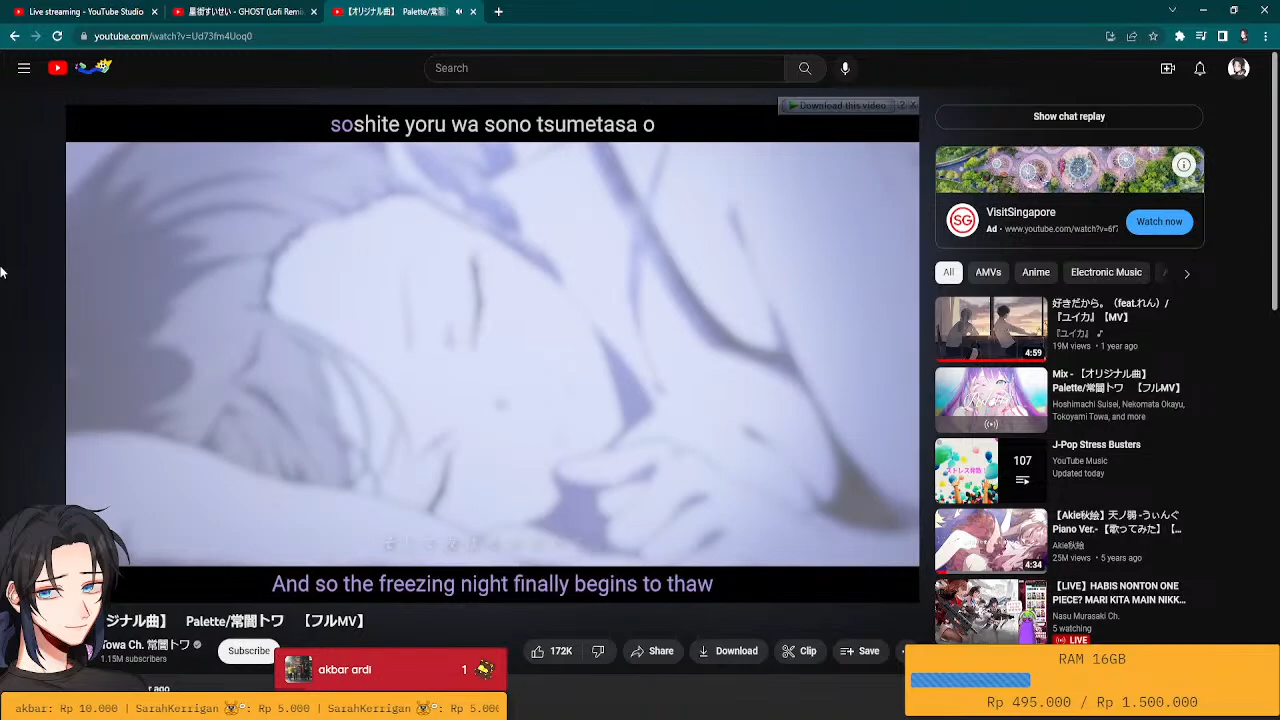 Live streaming - YouTube Studio
星街すいせい - GHOST (Lofi Remix
【オリジナル曲】 Palette/常闇
youtube.com/watch?v=Ud73fm4Uoq0
Search
Download this video
? X
soshite yoru wa sono tsumetasa o
And so the freezing night finally begins to thaw
ジナル曲】 Palette/常闇トワ 【フルMV】
Towa Ch. 常闇トワ
1.15M subscribers
Subscribe
172K
Share
Download
Clip
Save
Show chat replay
SG
VisitSingapore
Ad · www.youtube.com/watch?v=6f7
Watch now
All
AMVs
Anime
Electronic Music
好きだから。 (feat.れん) /
『ユイカ』【MV】
『ユイカ』 ♪
19M views • 1 year ago
4:59
Mix - 【オリジナル曲】
Palette/常闇トワ 【フルMV】
Hoshimachi Suisei, Nekomata Okayu,
Tokoyami Towa, and more
J-Pop Stress Busters
YouTube Music
Updated today
107
【Akie秋絵】天ノ弱 -うぃんぐ
Piano Ver.- 【歌ってみた】【...
Akie秋絵
25M views • 5 years ago
4:34
【LIVE】HABIS NONTON ONE
PIECE? MARI KITA MAIN NIKK...
Nasu Murasaki Ch.
5 watching
LIVE
akbar ardi
1
akbar: Rp 10.000 | SarahKerrigan : Rp 5.000 | SarahKerrigan : Rp 5.000
RAM 16GB
Rp 495.000 / Rp 1.500.000